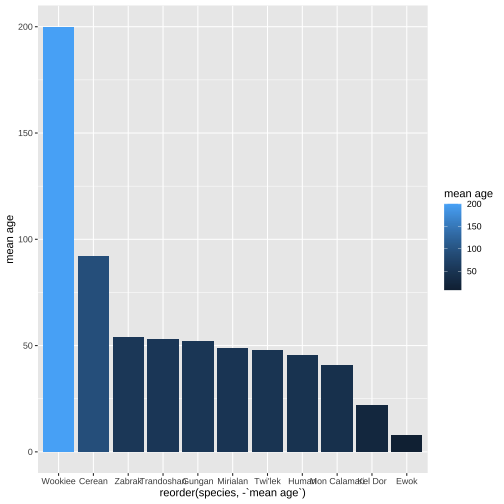 200
150
100
50
0
mean age
Wookiee Cerean Zabrak Trandoshan Gungan Mirialan Twi'lek Human Mon Calamari Kel Dor Ewok
reorder(species, -`mean age`)
mean age
200
150
100
50